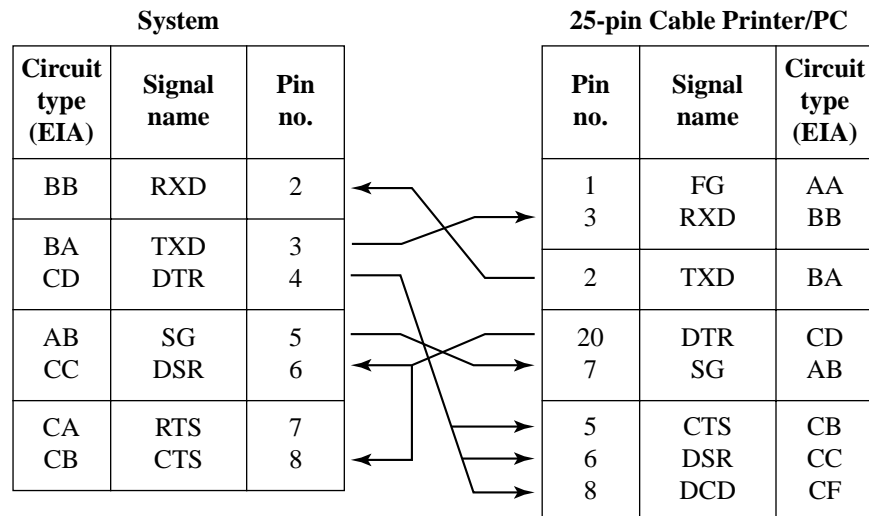 System
Circuit type (EIA) Signal name Pin no.
BB RXD 2
BA TXD 3
CD DTR 4
AB SG 5
CC DSR 6
CA RTS 7
CB CTS 8
25-pin Cable Printer/PC
Pin no. Signal name Circuit type (EIA)
1 FG AA
3 RXD BB
2 TXD BA
20 DTR CD
7 SG AB
5 CTS CB
6 DSR CC
8 DCD CF